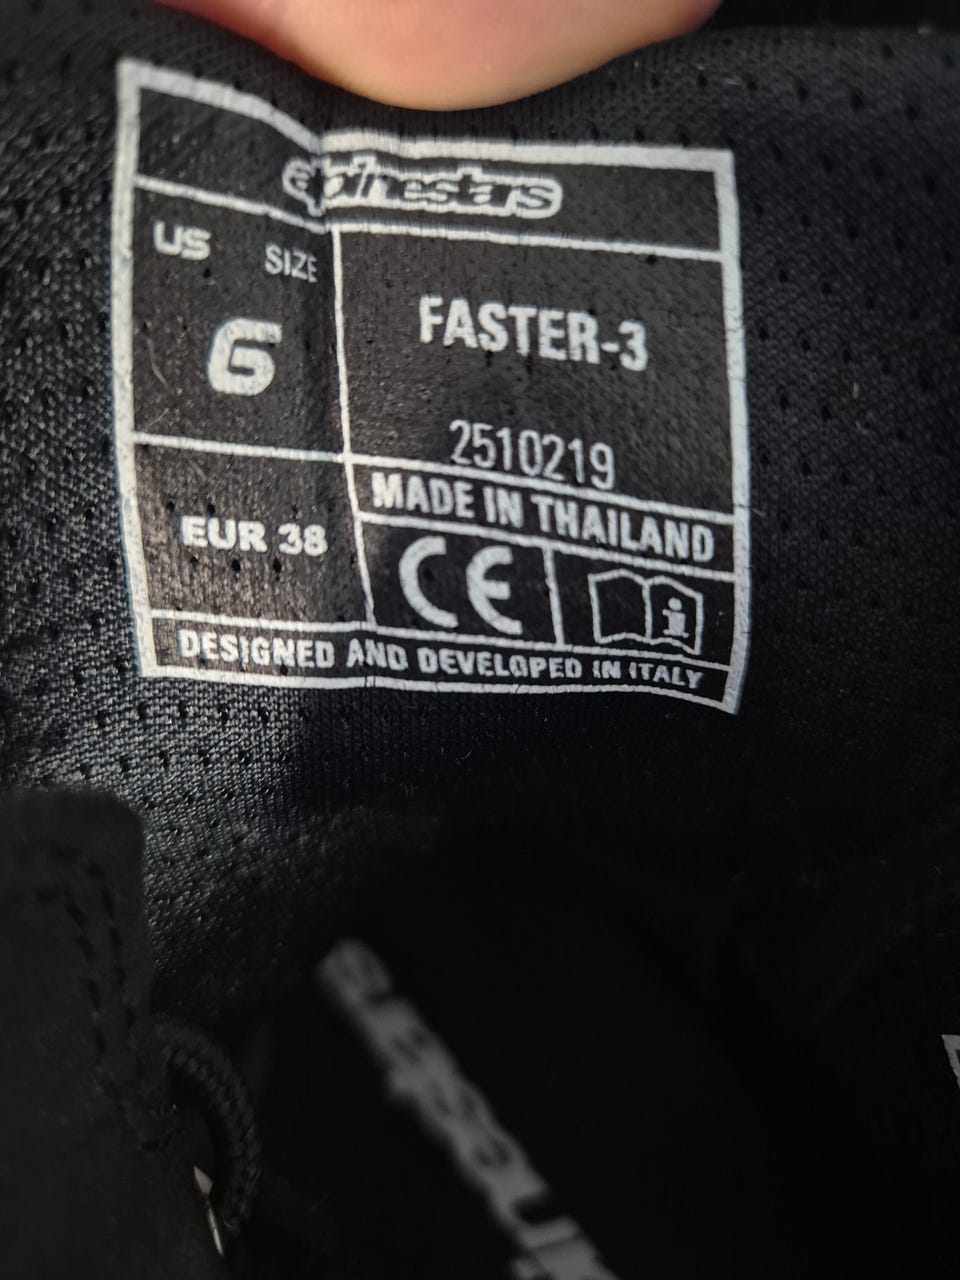 alpinestars
US SIZE
6
FASTER-3
2510219
MADE IN THAILAND
EUR 38
CE
i
DESIGNED AND DEVELOPED IN ITALY